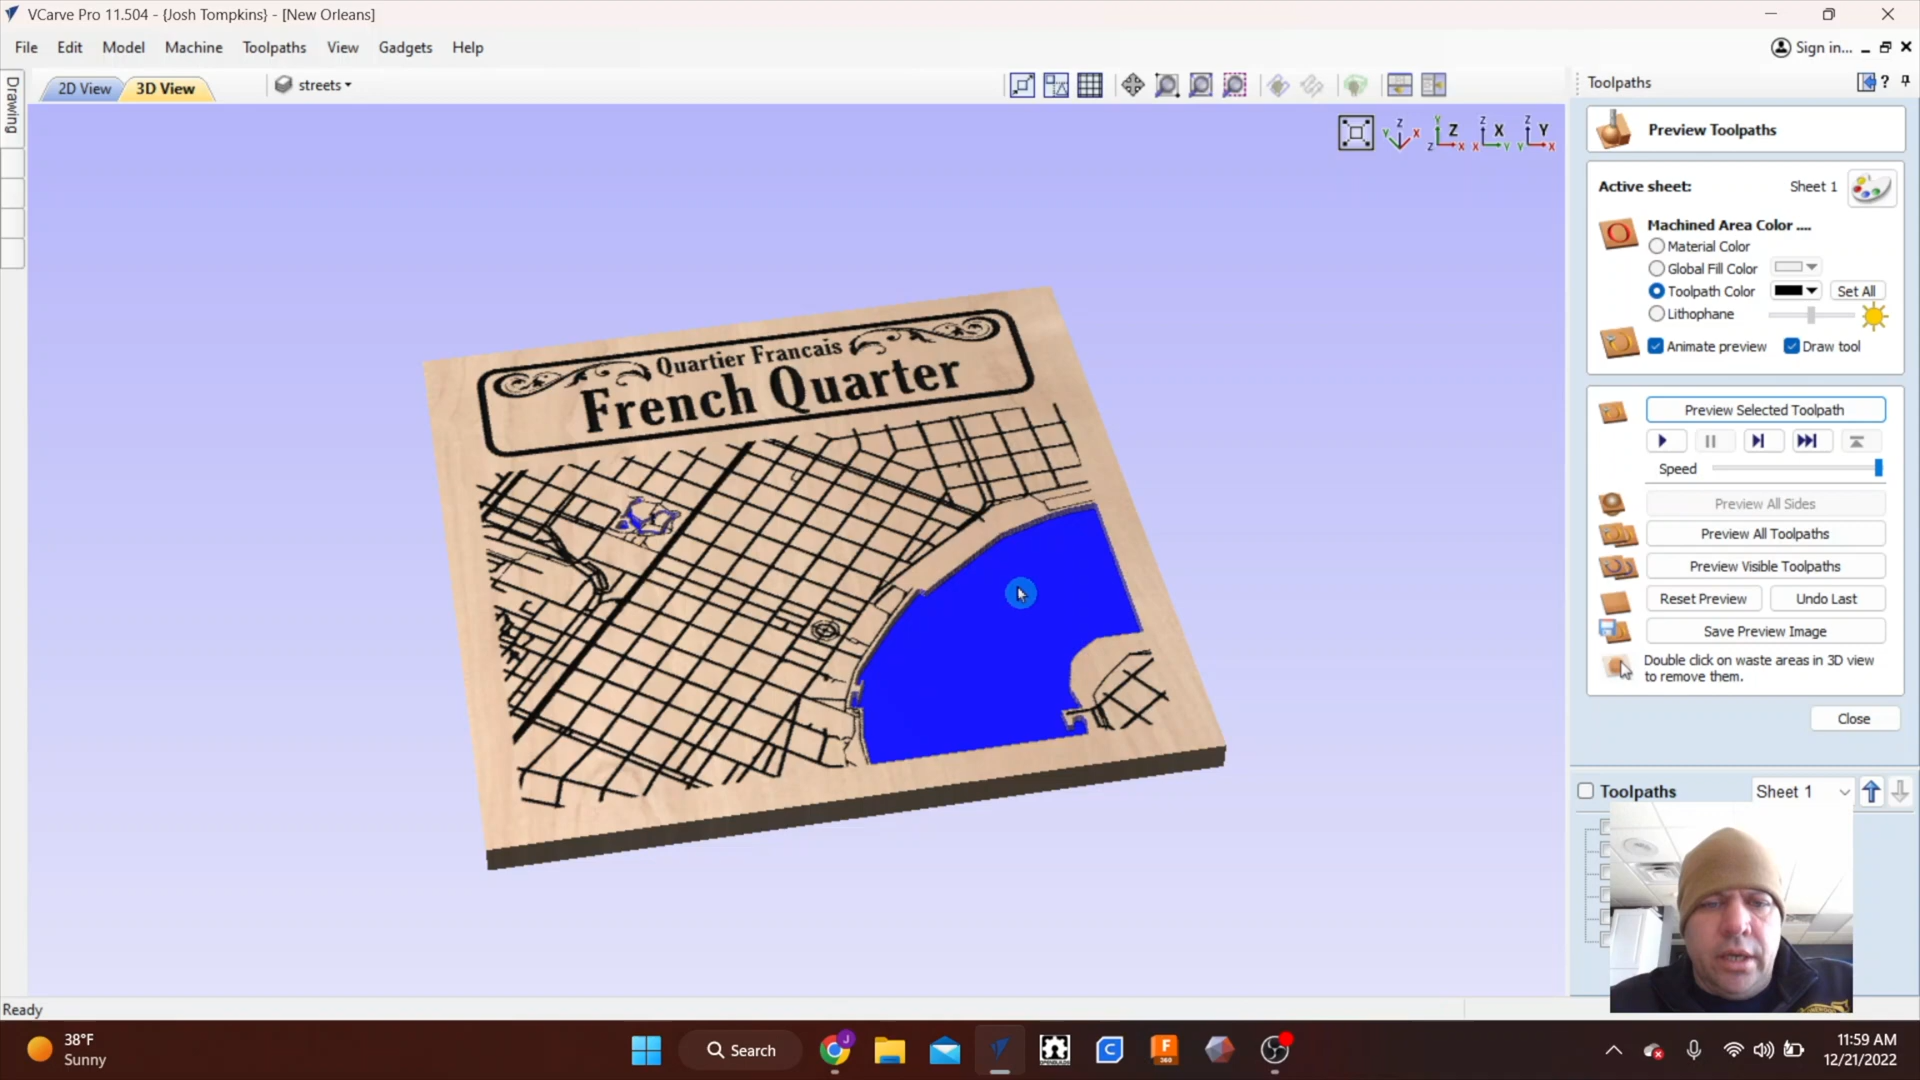 VCarve Pro 11.504 - {Josh Tompkins} - [New Orleans]
File Edit Model Machine Toolpaths View Gadgets Help
Sign in...
Drawing
2D View 3D View streets
Toolpaths
Preview Toolpaths
Active sheet: Sheet 1
Machined Area Color ....
Material Color
Global Fill Color
Toolpath Color Set All
Lithophane
Animate preview Draw tool
Preview Selected Toolpath
Speed
Preview All Sides
Preview All Toolpaths
Preview Visible Toolpaths
Reset Preview Undo Last
Save Preview Image
Double click on waste areas in 3D view
to remove them.
Close
Toolpaths Sheet 1
Z Y X
Y Z X Z
Z X X Y
Z Y Y X
Quartier Francais
French Quarter
Ready
38°F
Sunny
Search
J
F
360
11:59 AM
12/21/2022